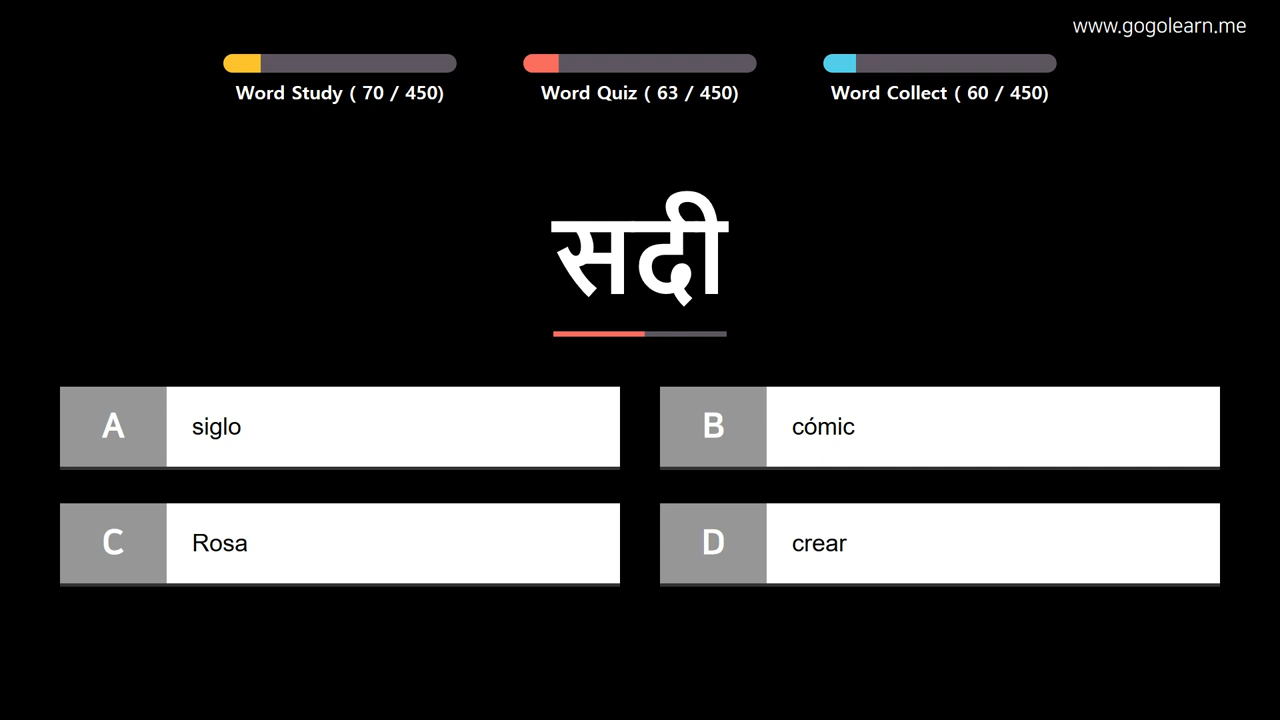 www.gogolearn.me
Word Study ( 70 / 450)
Word Quiz ( 63 / 450)
Word Collect ( 60 / 450)
सदी
A siglo
B cómic
C Rosa
D crear